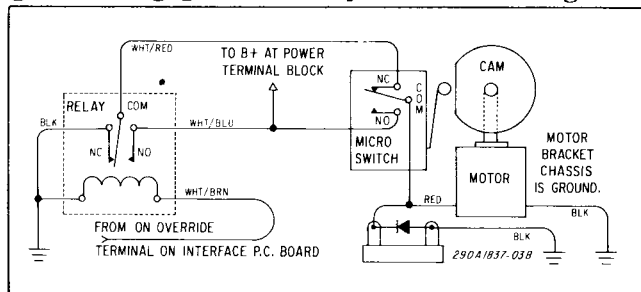 WHT/RED
TO B+ AT POWER
TERMINAL BLOCK
CAM
RELAY
COM
BLK
WHT/BLU
NC
NO
NC
NO
COM
MICRO
SWITCH
MOTOR
BRACKET
CHASSIS
IS GROUND.
WHT/BRN
RED
MOTOR
BLK
FROM ON OVERRIDE
TERMINAL ON INTERFACE P.C. BOARD
BLK
290A1837-038